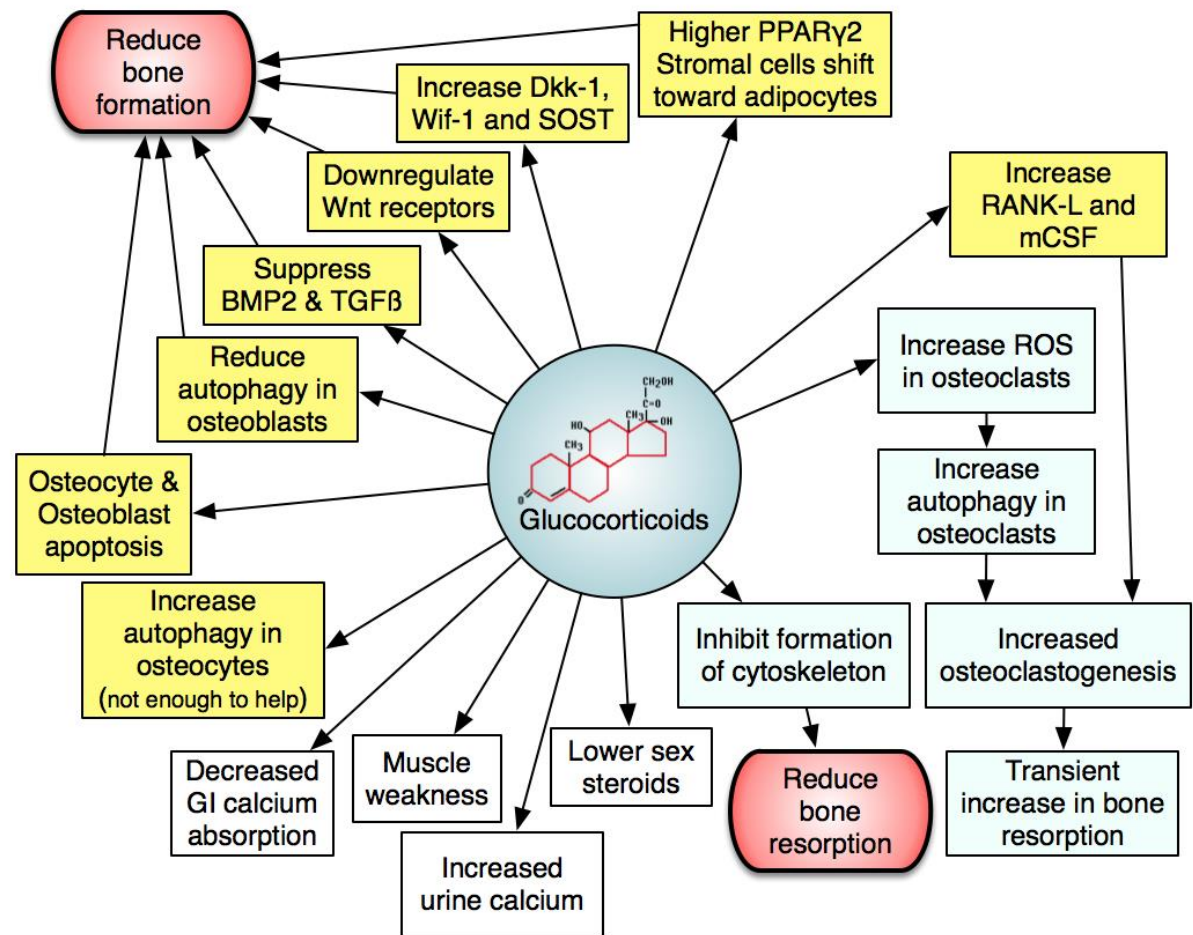 Reduce
bone
formation
Higher PPARγ2
Stromal cells shift
toward adipocytes
Increase Dkk-1,
Wif-1 and SOST
Downregulate
Wnt receptors
Increase
RANK-L and
mCSF
Suppress
BMP2 & TGFß
Reduce
autophagy in
osteoblasts
Increase ROS
in osteoclasts
CH₂OH
C=O
CH₃
OH
HO
CH₃
O
Glucocorticoids
Osteocyte &
Osteoblast
apoptosis
Increase
autophagy in
osteoclasts
Increase
autophagy in
osteocytes
(not enough to help)
Inhibit formation
of cytoskeleton
Increased
osteoclastogenesis
Decreased
GI calcium
absorption
Muscle
weakness
Lower sex
steroids
Increased
urine calcium
Reduce
bone
resorption
Transient
increase in bone
resorption